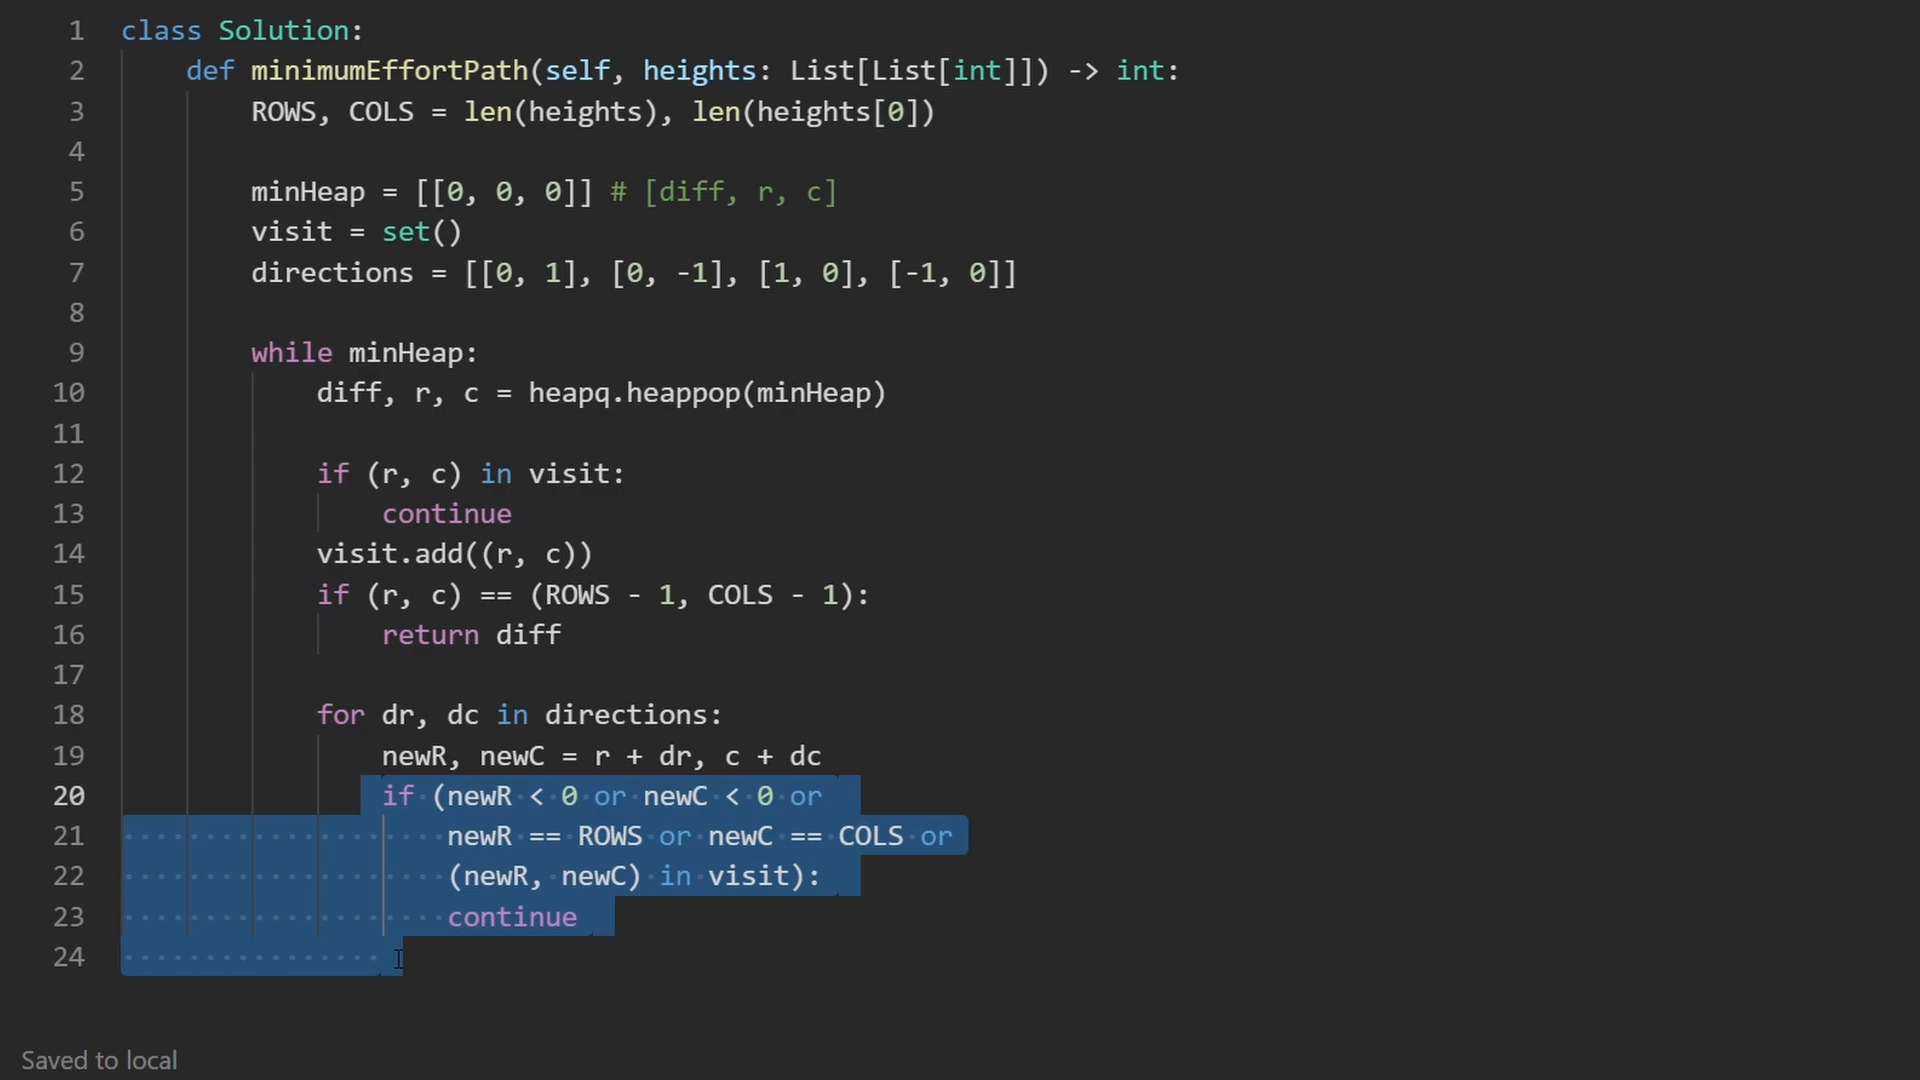 1 class Solution:
2 def minimumEffortPath(self, heights: List[List[int]]) -> int:
3 ROWS, COLS = len(heights), len(heights[0])
4
5 minHeap = [[0, 0, 0]] # [diff, r, c]
6 visit = set()
7 directions = [[0, 1], [0, -1], [1, 0], [-1, 0]]
8
9 while minHeap:
10 diff, r, c = heapq.heappop(minHeap)
11
12 if (r, c) in visit:
13 continue
14 visit.add((r, c))
15 if (r, c) == (ROWS - 1, COLS - 1):
16 return diff
17
18 for dr, dc in directions:
19 newR, newC = r + dr, c + dc
20 if (newR < 0 or newC < 0 or
21 newR == ROWS or newC == COLS or
22 (newR, newC) in visit):
23 continue
24
Saved to local